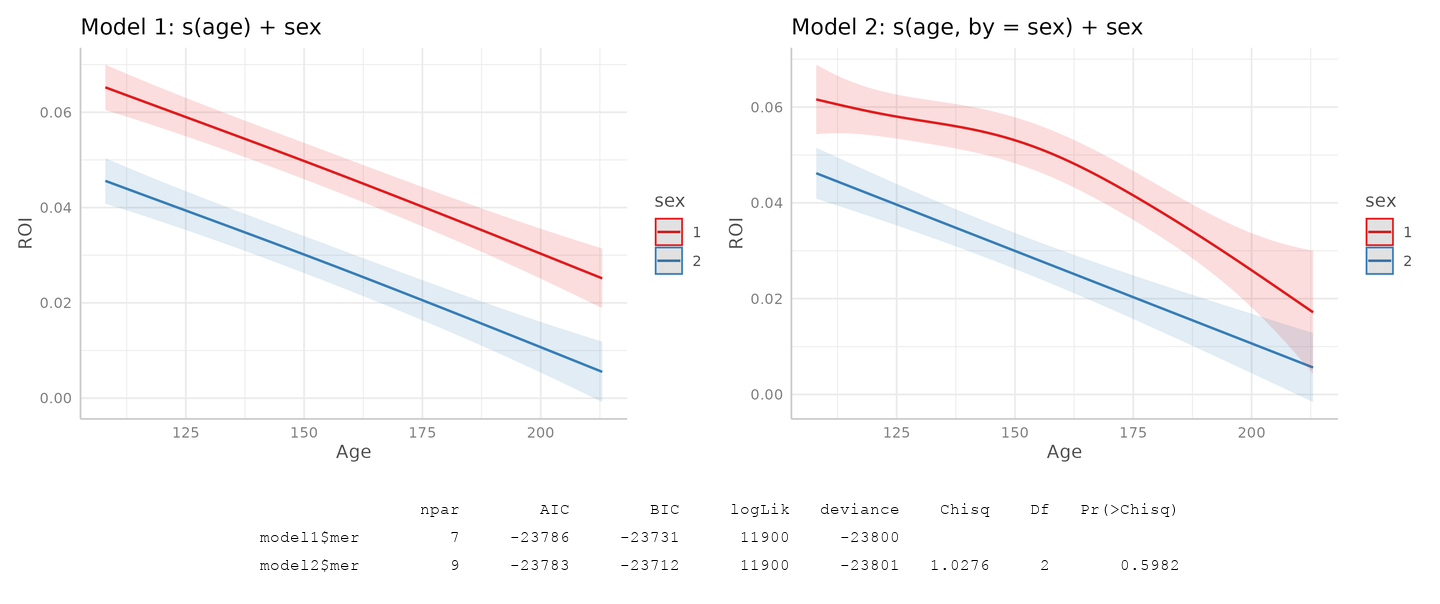 Model 1: s(age) + sex
0.06
0.04
0.02
0.00
ROI
125 150 175 200
Age
sex
1
2
Model 2: s(age, by = sex) + sex
0.06
0.04
0.02
0.00
ROI
125 150 175 200
Age
sex
1
2
npar AIC BIC logLik deviance Chisq Df Pr(>Chisq)
model1$mer 7 -23786 -23731 11900 -23800
model2$mer 9 -23783 -23712 11900 -23801 1.0276 2 0.5982